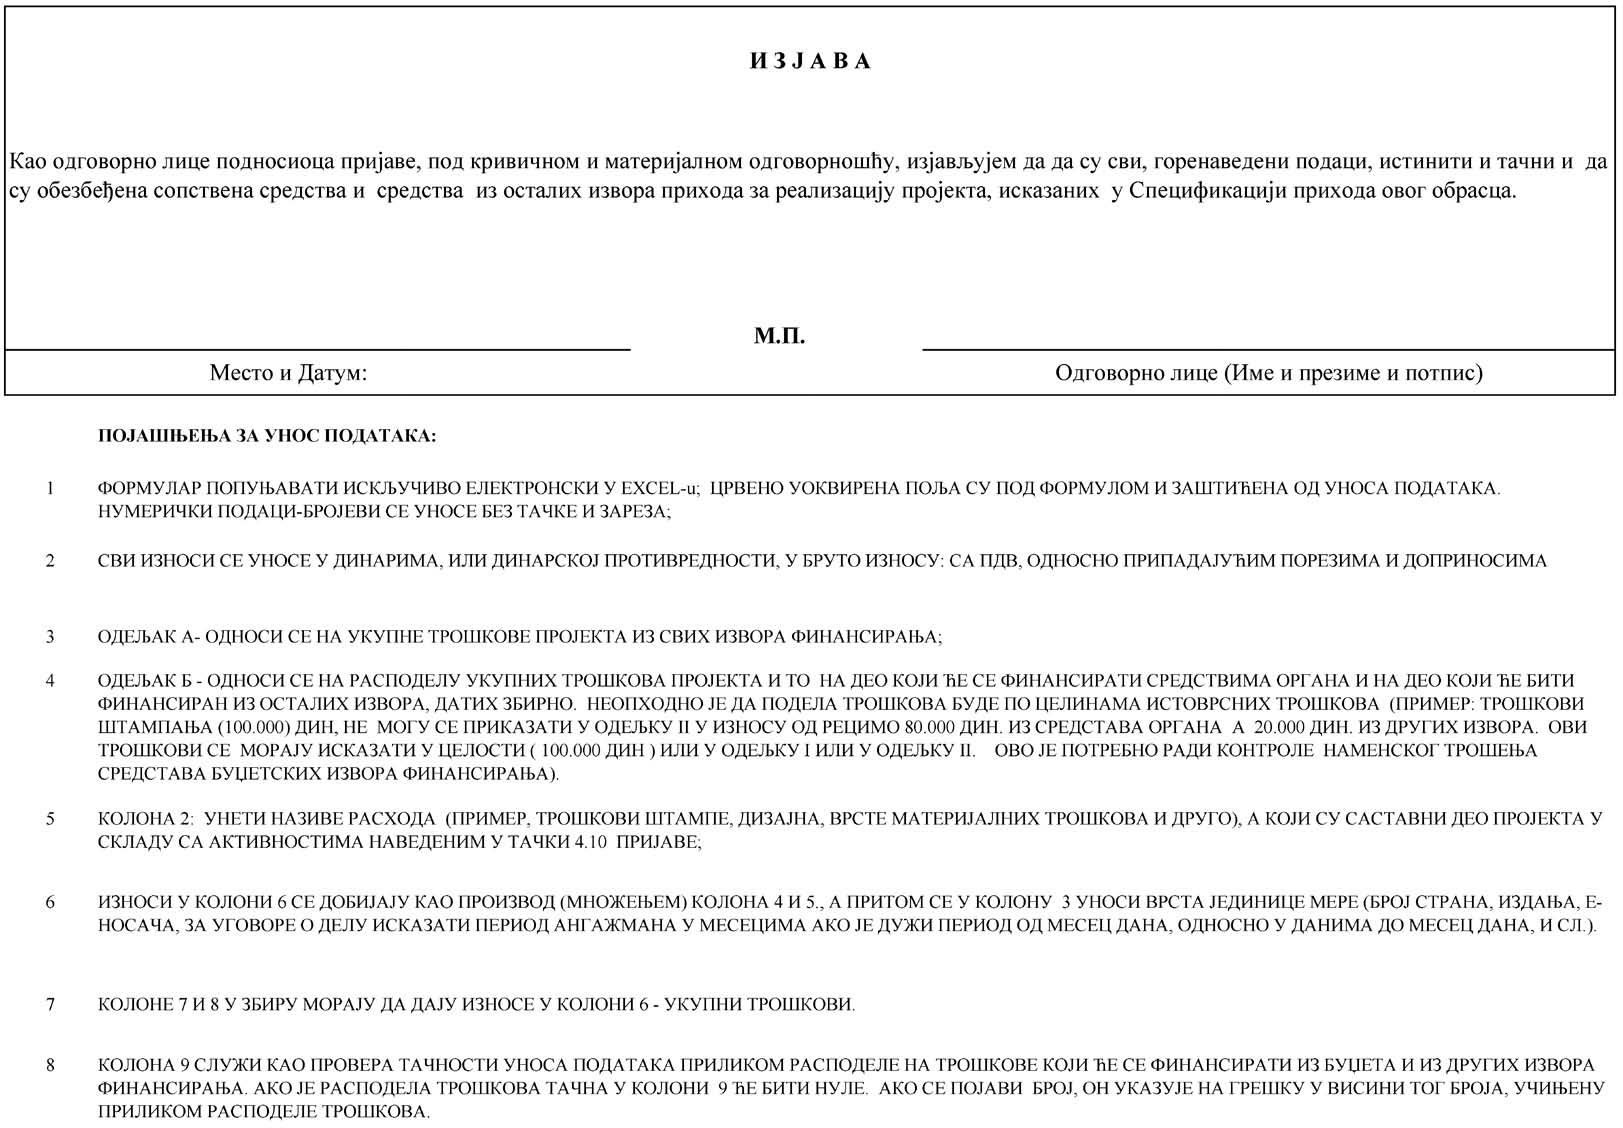 И З Ј А В А
Као одговорно лице подносиоца пријаве, под кривичном и материјалном одговорношћу, изјављујем да да су сви, горенаведени подаци, истинити и тачни и  да
су обезбеђена сопствена средства и  средства  из осталих извора прихода за реализацију пројекта, исказаних  у Спецификацији прихода овог обрасца.
М.П.
Место и Датум:
Одговорно лице (Име и презиме и потпис)
ПОЈАШЊЕЊА ЗА УНОС ПОДАТАКА:
1 ФОРМУЛАР ПОПУЊАВАТИ ИСКЉУЧИВО ЕЛЕКТРОНСКИ У EXCEL-u;  ЦРВЕНО УОКВИРЕНА ПОЉА СУ ПОД ФОРМУЛОМ И ЗАШТИЋЕНА ОД УНОСА ПОДАТАКА.
НУМЕРИЧКИ ПОДАЦИ-БРОЈЕВИ СЕ УНОСЕ БЕЗ ТАЧКЕ И ЗАРЕЗА;
2 СВИ ИЗНОСИ СЕ УНОСЕ У ДИНАРИМА, ИЛИ ДИНАРСКОЈ ПРОТИВРЕДНОСТИ, У БРУТО ИЗНОСУ: СА ПДВ, ОДНОСНО ПРИПАДАЈУЋИМ ПОРЕЗИМА И ДОПРИНОСИМА
3 ОДЕЉАК А- ОДНОСИ СЕ НА УКУПНЕ ТРОШКОВЕ ПРОЈЕКТА ИЗ СВИХ ИЗВОРА ФИНАНСИРАЊА;
4 ОДЕЉАК Б - ОДНОСИ СЕ НА РАСПОДЕЛУ УКУПНИХ ТРОШКОВА ПРОЈЕКТА И ТО  НА ДЕО КОЈИ ЋЕ СЕ ФИНАНСИРАТИ СРЕДСТВИМА ОРГАНА И НА ДЕО КОЈИ ЋЕ БИТИ
ФИНАНСИРАН ИЗ ОСТАЛИХ ИЗВОРА, ДАТИХ ЗБИРНО.  НЕОПХОДНО ЈЕ ДА ПОДЕЛА ТРОШКОВА БУДЕ ПО ЦЕЛИНАМА ИСТОВРСНИХ ТРОШКОВА  (ПРИМЕР: ТРОШКОВИ
ШТАМПАЊА (100.000) ДИН, НЕ  МОГУ СЕ ПРИКАЗАТИ У ОДЕЉКУ II У ИЗНОСУ ОД РЕЦИМО 80.000 ДИН. ИЗ СРЕДСТАВА ОРГАНА  А  20.000 ДИН. ИЗ ДРУГИХ ИЗВОРА.  ОВИ
ТРОШКОВИ СЕ  МОРАЈУ ИСКАЗАТИ У ЦЕЛОСТИ ( 100.000 ДИН ) ИЛИ У ОДЕЉКУ I ИЛИ У ОДЕЉКУ II.    ОВО ЈЕ ПОТРЕБНО РАДИ КОНТРОЛЕ  НАМЕНСКОГ ТРОШЕЊА
СРЕДСТАВА БУЏЕТСКИХ ИЗВОРА ФИНАНСИРАЊА).
5 КОЛОНА 2:  УНЕТИ НАЗИВЕ РАСХОДА  (ПРИМЕР, ТРОШКОВИ ШТАМПЕ, ДИЗАЈНА, ВРСТЕ МАТЕРИЈАЛНИХ ТРОШКОВА И ДРУГО), А КОЈИ СУ САСТАВНИ ДЕО ПРОЈЕКТА У
СКЛАДУ СА АКТИВНОСТИМА НАВЕДЕНИМ У ТАЧКИ 4.10  ПРИЈАВЕ;
6 ИЗНОСИ У КОЛОНИ 6 СЕ ДОБИЈАЈУ КАО ПРОИЗВОД (МНОЖЕЊЕМ) КОЛОНА 4 И 5., А ПРИТОМ СЕ У КОЛОНУ  3 УНОСИ ВРСТА ЈЕДИНИЦЕ МЕРЕ (БРОЈ СТРАНА, ИЗДАЊА, Е-
НОСАЧА, ЗА УГОВОРЕ О ДЕЛУ ИСКАЗАТИ ПЕРИОД АНГАЖМАНА У МЕСЕЦИМА АКО ЈЕ ДУЖИ ПЕРИОД ОД МЕСЕЦ ДАНА, ОДНОСНО У ДАНИМА ДО МЕСЕЦ ДАНА, И СЛ.).
7 КОЛОНЕ 7 И 8 У ЗБИРУ МОРАЈУ ДА ДАЈУ ИЗНОСЕ У КОЛОНИ 6 - УКУПНИ ТРОШКОВИ.
8 КОЛОНА 9 СЛУЖИ КАО ПРОВЕРА ТАЧНОСТИ УНОСА ПОДАТАКА ПРИЛИКОМ РАСПОДЕЛЕ НА ТРОШКОВЕ КОЈИ ЋЕ СЕ ФИНАНСИРАТИ ИЗ БУЏЕТА И ИЗ ДРУГИХ ИЗВОРА
ФИНАНСИРАЊА. АКО ЈЕ РАСПОДЕЛА ТРОШКОВА ТАЧНА У КОЛОНИ  9 ЋЕ БИТИ НУЛЕ.  АКО СЕ ПОЈАВИ  БРОЈ, ОН УКАЗУЈЕ НА ГРЕШКУ У ВИСИНИ ТОГ БРОЈА, УЧИЊЕНУ
ПРИЛИКОМ РАСПОДЕЛЕ ТРОШКОВА.